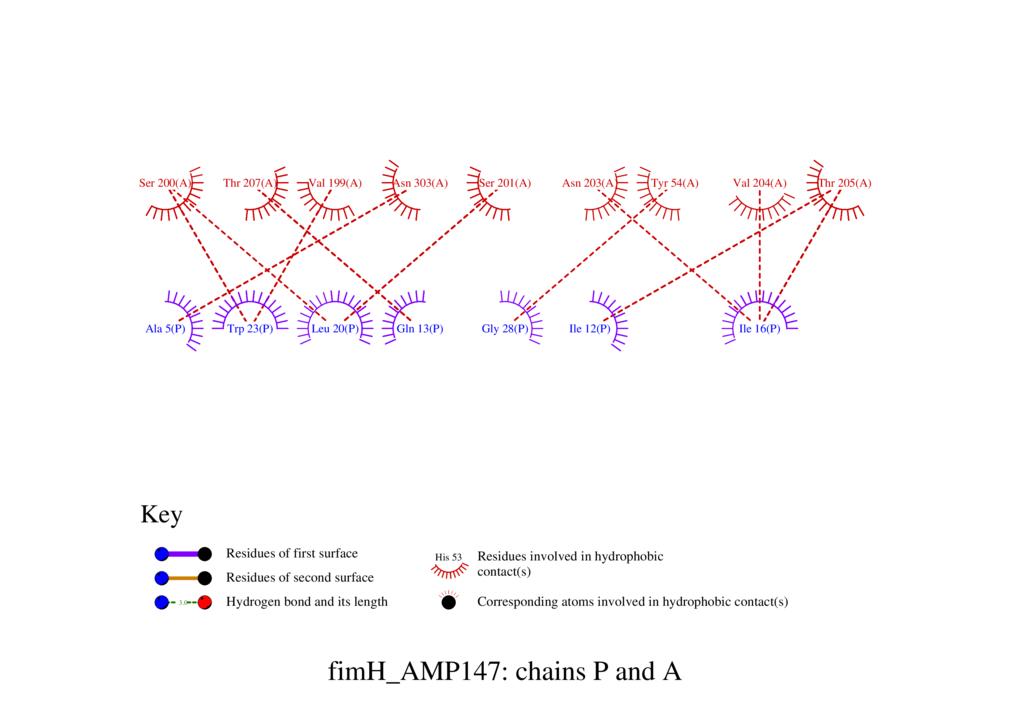 Ser 200(A) Thr 207(A) Val 199(A) Asn 303(A) Ser 201(A) Asn 203(A) Tyr 54(A) Val 204(A) Thr 205(A)
Ala 5(P) Trp 23(P) Leu 20(P) Gln 13(P) Gly 28(P) Ile 12(P) Ile 16(P)
Key
Residues of first surface
Residues of second surface
3.0 Hydrogen bond and its length
His 53 Residues involved in hydrophobic
contact(s)
Corresponding atoms involved in hydrophobic contact(s)
fimH_AMP147: chains P and A